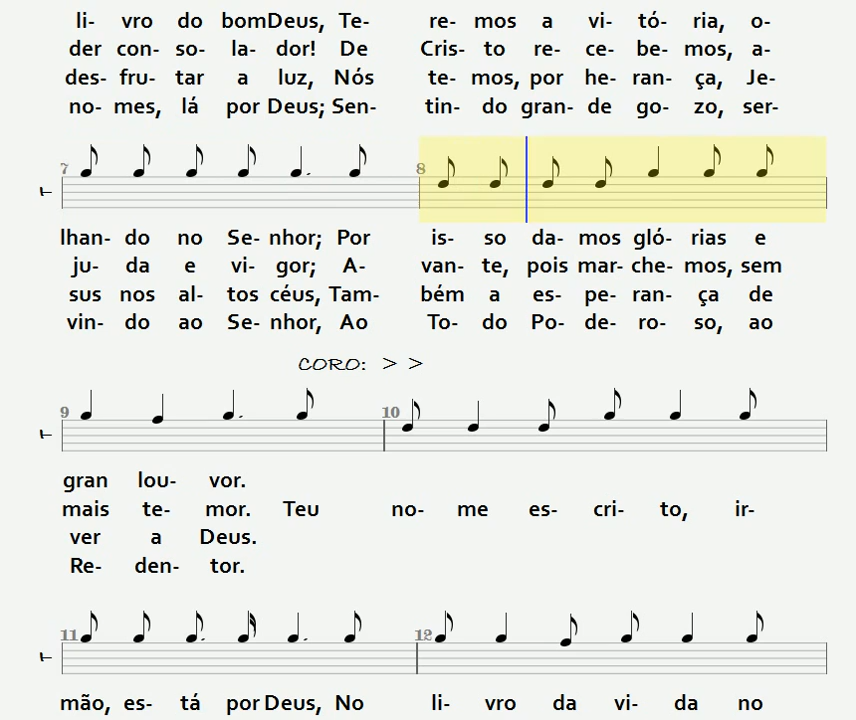 li- vro do bomDeus, Te- re- mos a vi- tó- ria, o-
der con- so- la- dor! De Cris- to re- ce- be- mos, a-
des- fru- tar a luz, Nós te- mos, por he- ran- ça, Je-
no- mes, lá por Deus; Sen- tin- do gran- de go- zo, ser-
7 8
lhan- do no Se- nhor; Por is- so da- mos gló- rias e
ju- da e vi- gor; A- van- te, pois mar- che- mos, sem
sus nos al- tos céus, Tam- bém a es- pe- ran- ça de
vin- do ao Se- nhor, Ao To- do Po- de- ro- so, ao
CORO: > >
9 10
gran lou- vor.
mais te- mor. Teu no- me es- cri- to, ir-
ver a Deus.
Re- den- tor.
11 12
mão, es- tá por Deus, No li- vro da vi- da no